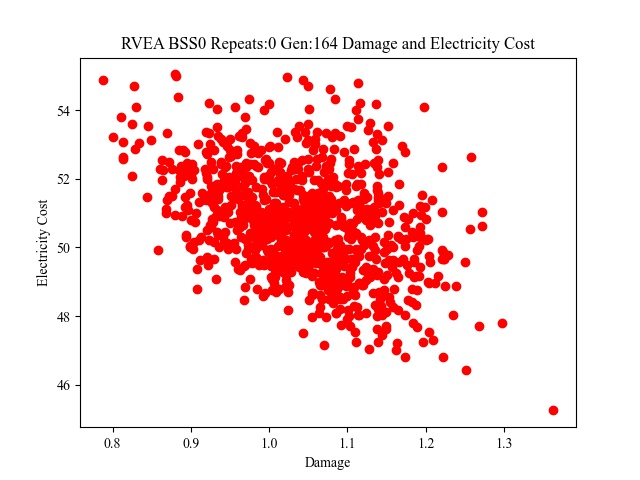 RVEA BSS0 Repeats:0 Gen:164 Damage and Electricity Cost
54
52
50
48
46
Electricity Cost
0.8 0.9 1.0 1.1 1.2 1.3
Damage